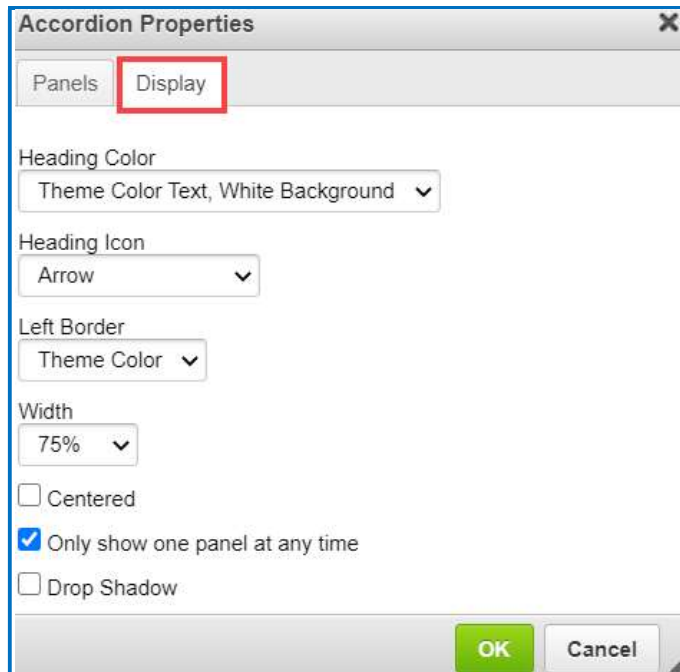 Accordion Properties
Panels Display
Heading Color
Theme Color Text, White Background
Heading Icon
Arrow
Left Border
Theme Color
Width
75%
Centered
Only show one panel at any time
Drop Shadow
OK Cancel